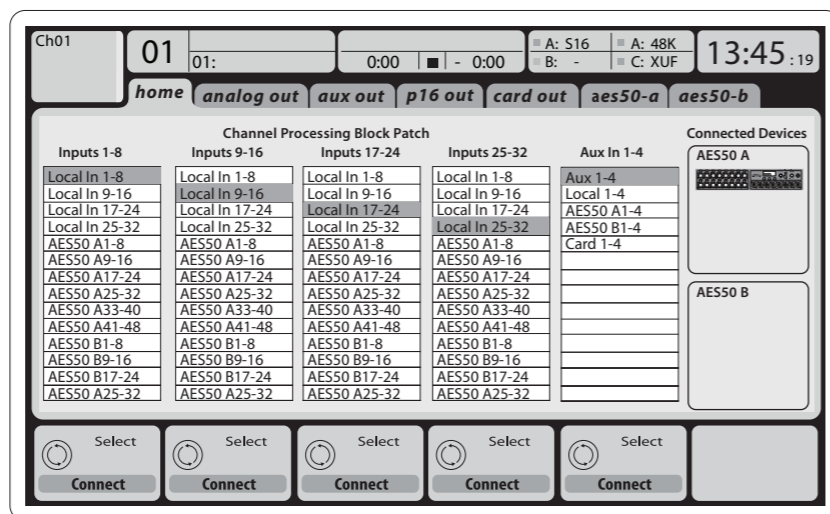 Ch01
01
01:
0:00
- 0:00
A: S16
A: 48K
B: -
C: XUF
13:45 :19
home
analog out
aux out
p16 out
card out
aes50-a
aes50-b
Channel Processing Block Patch
Connected Devices
Inputs 1-8
Inputs 9-16
Inputs 17-24
Inputs 25-32
Aux In 1-4
AES50 A
Local In 1-8 Local In 1-8 Local In 1-8 Local In 1-8 Aux 1-4
Local In 9-16 Local In 9-16 Local In 9-16 Local In 9-16 Local 1-4
Local In 17-24 Local In 17-24 Local In 17-24 Local In 17-24 AES50 A1-4
Local In 25-32 Local In 25-32 Local In 25-32 Local In 25-32 AES50 B1-4
AES50 A1-8 AES50 A1-8 AES50 A1-8 AES50 A1-8 Card 1-4
AES50 A9-16 AES50 A9-16 AES50 A9-16 AES50 A9-16
AES50 A17-24 AES50 A17-24 AES50 A17-24 AES50 A17-24
AES50 A25-32 AES50 A25-32 AES50 A25-32 AES50 A25-32
AES50 A33-40 AES50 A33-40 AES50 A33-40 AES50 A33-40
AES50 A41-48 AES50 A41-48 AES50 A41-48 AES50 A41-48
AES50 B1-8 AES50 B1-8 AES50 B1-8 AES50 B1-8
AES50 B9-16 AES50 B9-16 AES50 B9-16 AES50 B9-16
AES50 B17-24 AES50 B17-24 AES50 B17-24 AES50 B17-24
AES50 A25-32 AES50 A25-32 AES50 A25-32 AES50 A25-32
AES50 B
Select Select Select Select Select
Connect Connect Connect Connect Connect